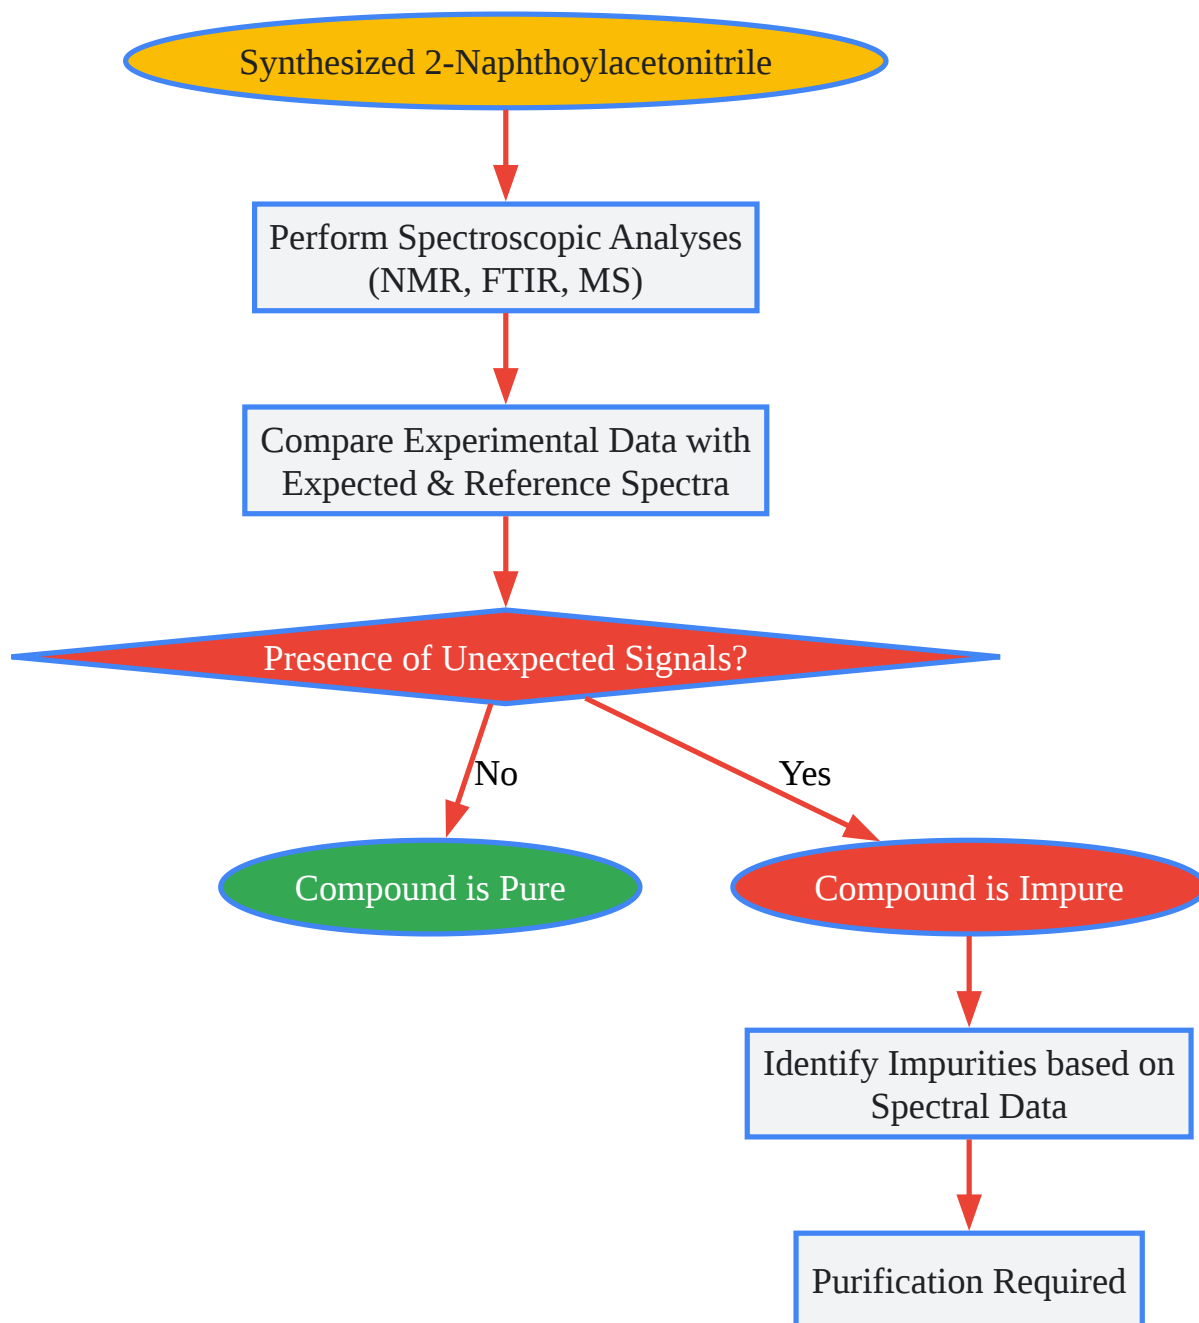 Synthesized 2-Naphthoylacetonitrile
Perform Spectroscopic Analyses
(NMR, FTIR, MS)
Compare Experimental Data with
Expected & Reference Spectra
Presence of Unexpected Signals?
No
Yes
Compound is Pure
Compound is Impure
Identify Impurities based on
Spectral Data
Purification Required